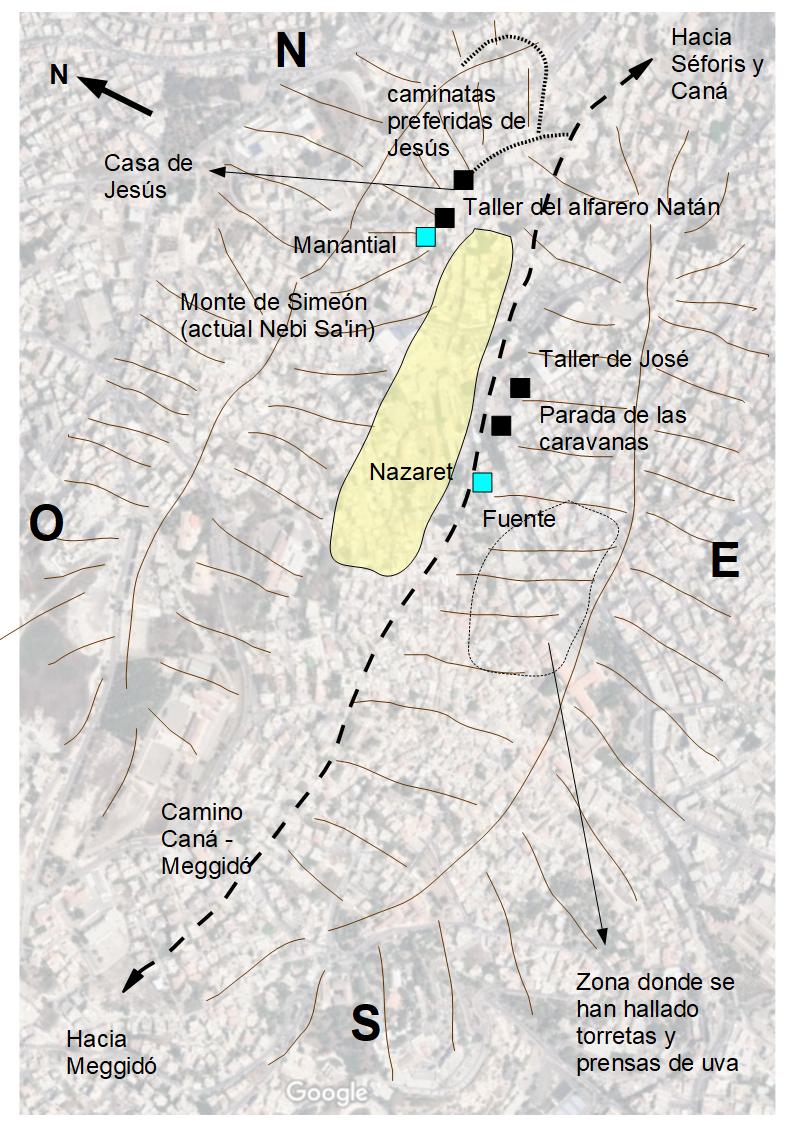 N
Hacia
Séforis y
Caná
N
caminatas
preferidas de
Jesús
Casa de
Jesús
Taller del alfarero Natán
Manantial
Monte de Simeón
(actual Nebi Sa'in)
Taller de José
Parada de las
caravanas
Nazaret
Fuente
O
E
Camino
Caná -
Meggidó
Zona donde se
han hallado
torretas y
prensas de uva
S
Hacia
Meggidó
Google